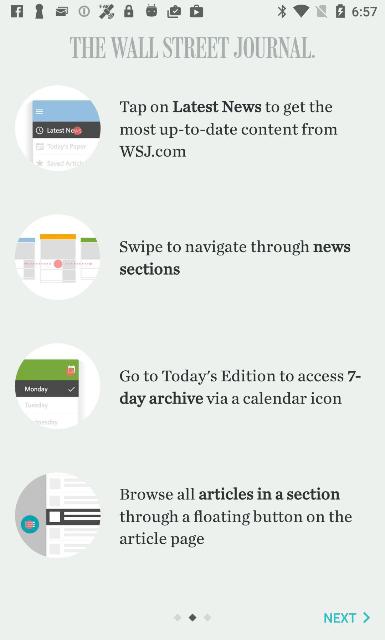 6:57
THE WALL STREET JOURNAL.
Latest News
Today's Paper
Saved Articl
Tap on Latest News to get the
most up-to-date content from
WSJ.com
Swipe to navigate through news
sections
Monday
Tuesday
Wednesday
Go to Today's Edition to access 7-
day archive via a calendar icon
Browse all articles in a section
through a floating button on the
article page
NEXT